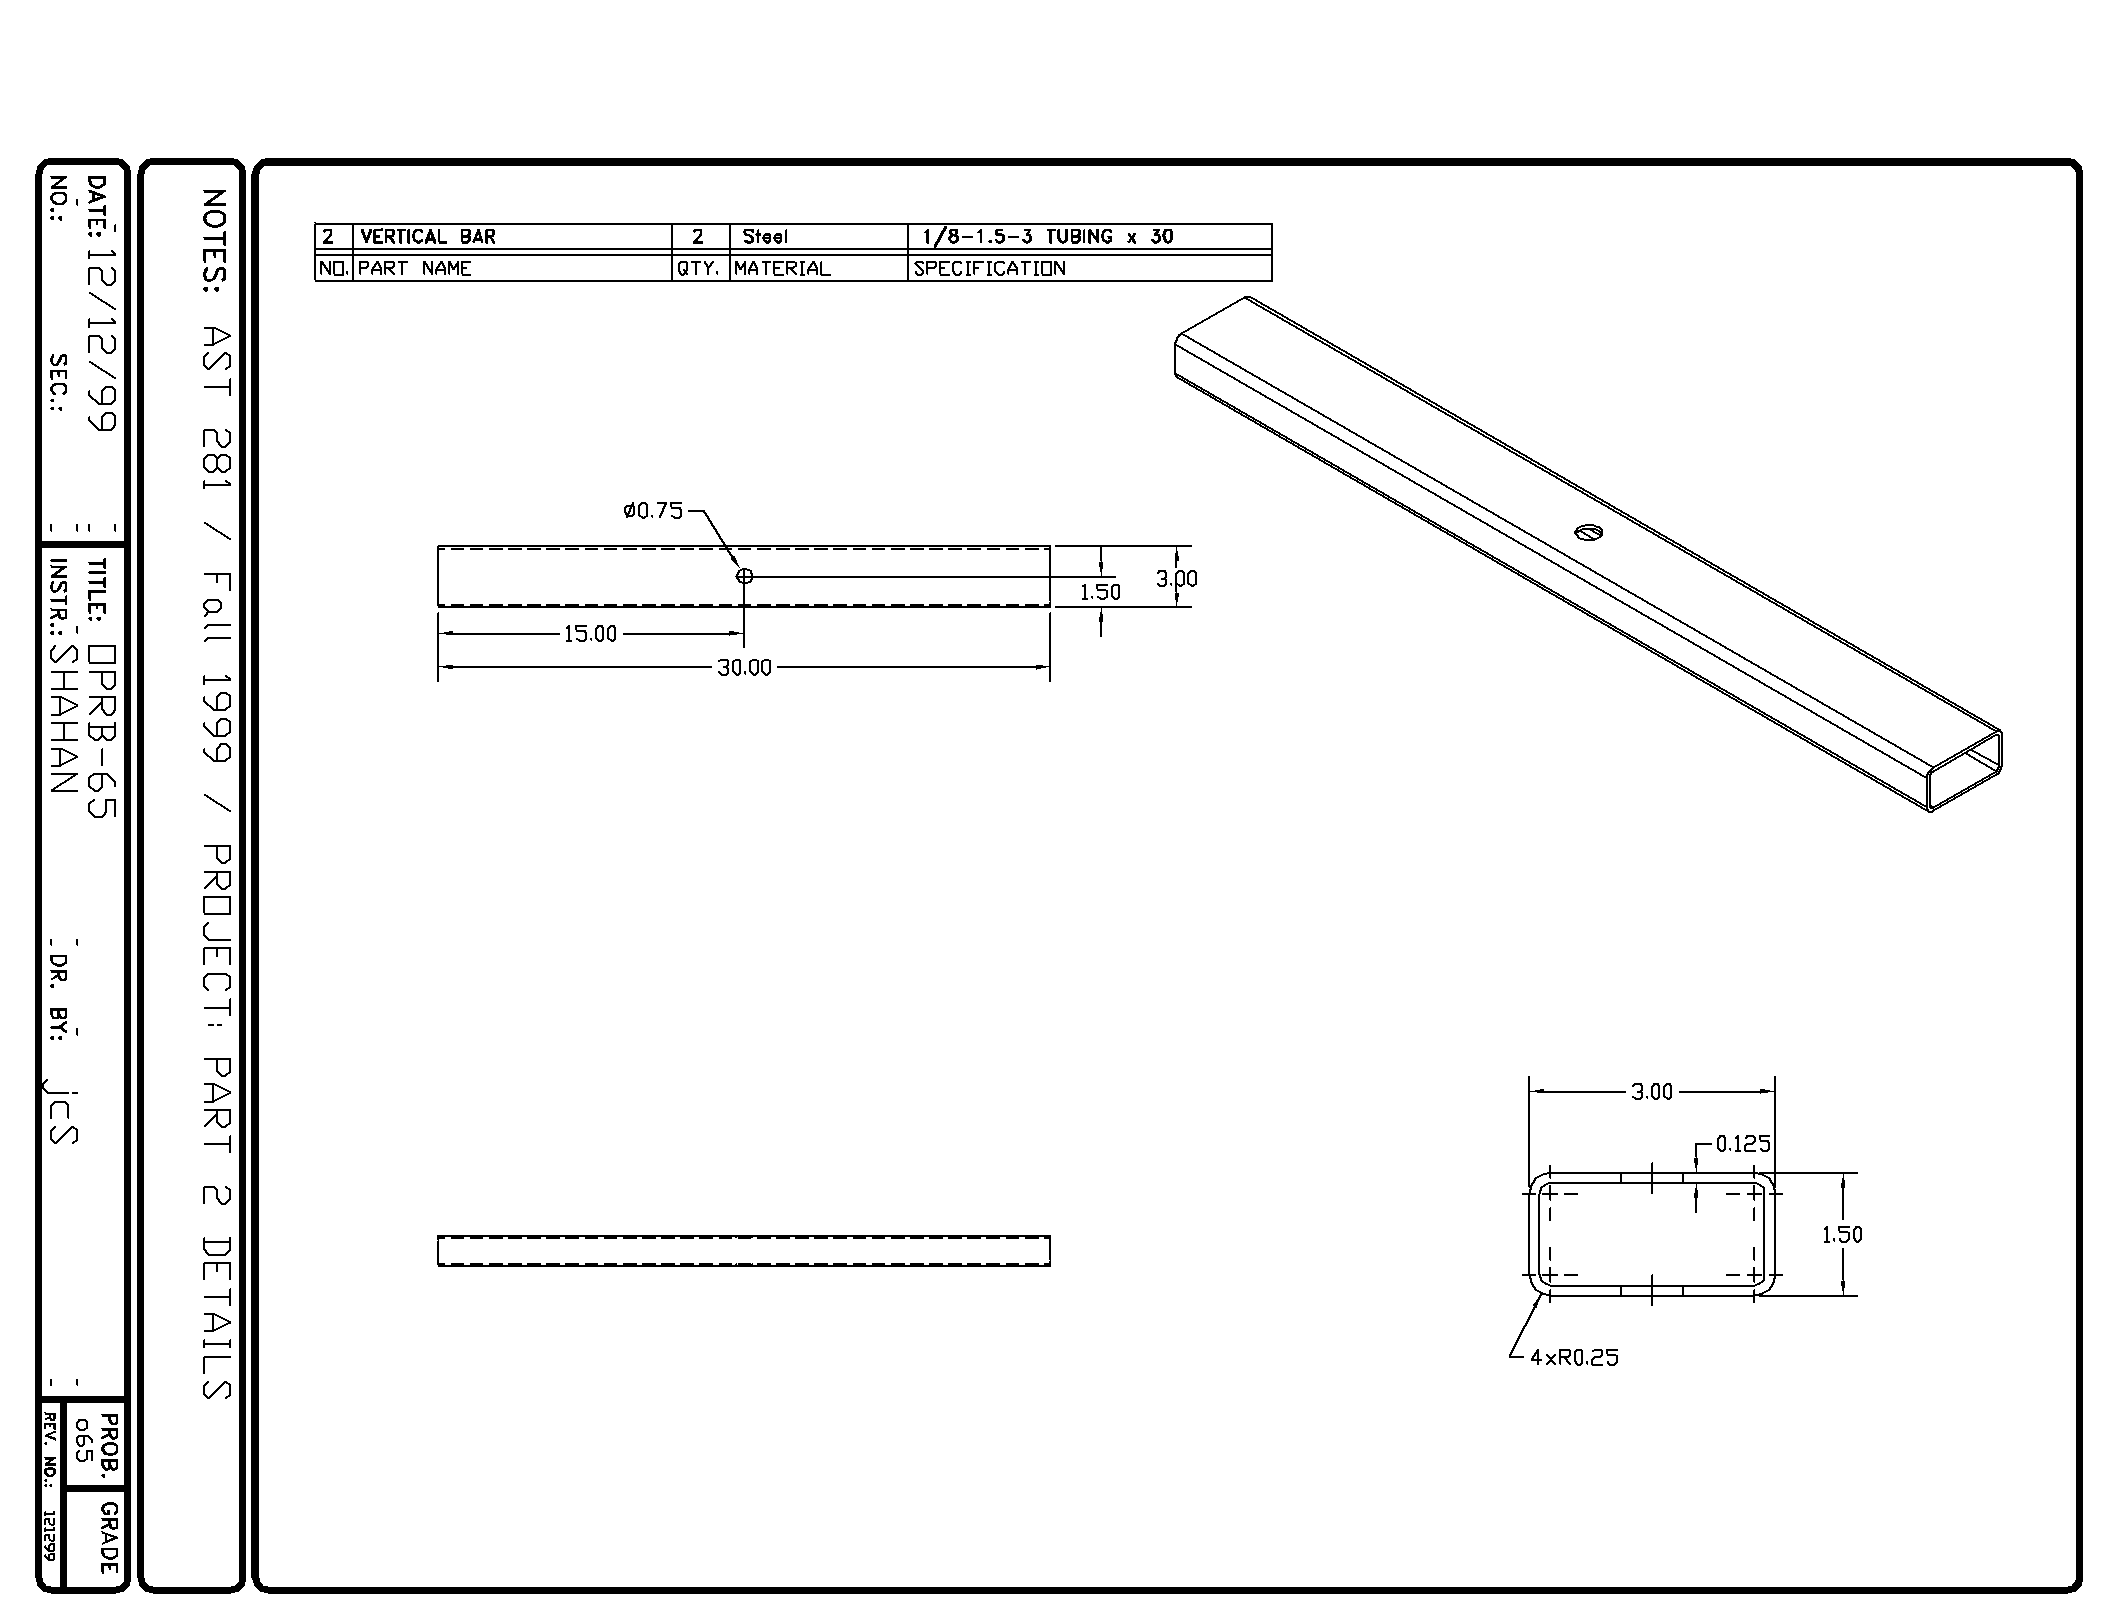 2 VERTICAL BAR 2 Steel 1/8-1.5-3 TUBING x 30
NO. PART NAME QTY. MATERIAL SPECIFICATION
Ø0.75
1.50
3.00
15.00
30.00
3.00
0.125
1.50
4xR0.25
NOTES: AST 281 / Fall 1999 / PROJECT: PART 2 DETAILS
DATE: 12/12/99
NO.: SEC.:
TITLE: OPRB-65
INSTR.: SHAHAN DR. BY: jcS
PROB. GRADE
o65
REV. NO.: 121299